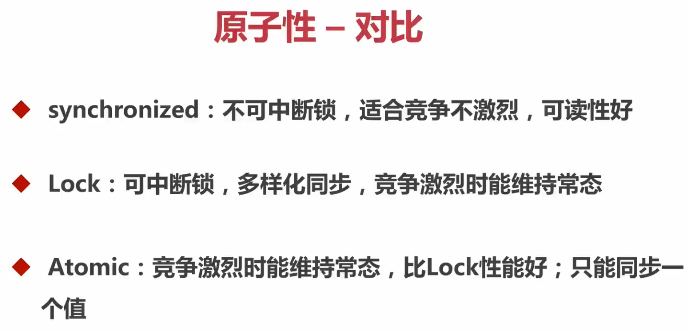 原子性 – 对比
synchronized：不可中断锁，适合竞争不激烈，可读性好
Lock：可中断锁，多样化同步，竞争激烈时能维持常态
Atomic：竞争激烈时能维持常态，比Lock性能好；只能同步一
个值